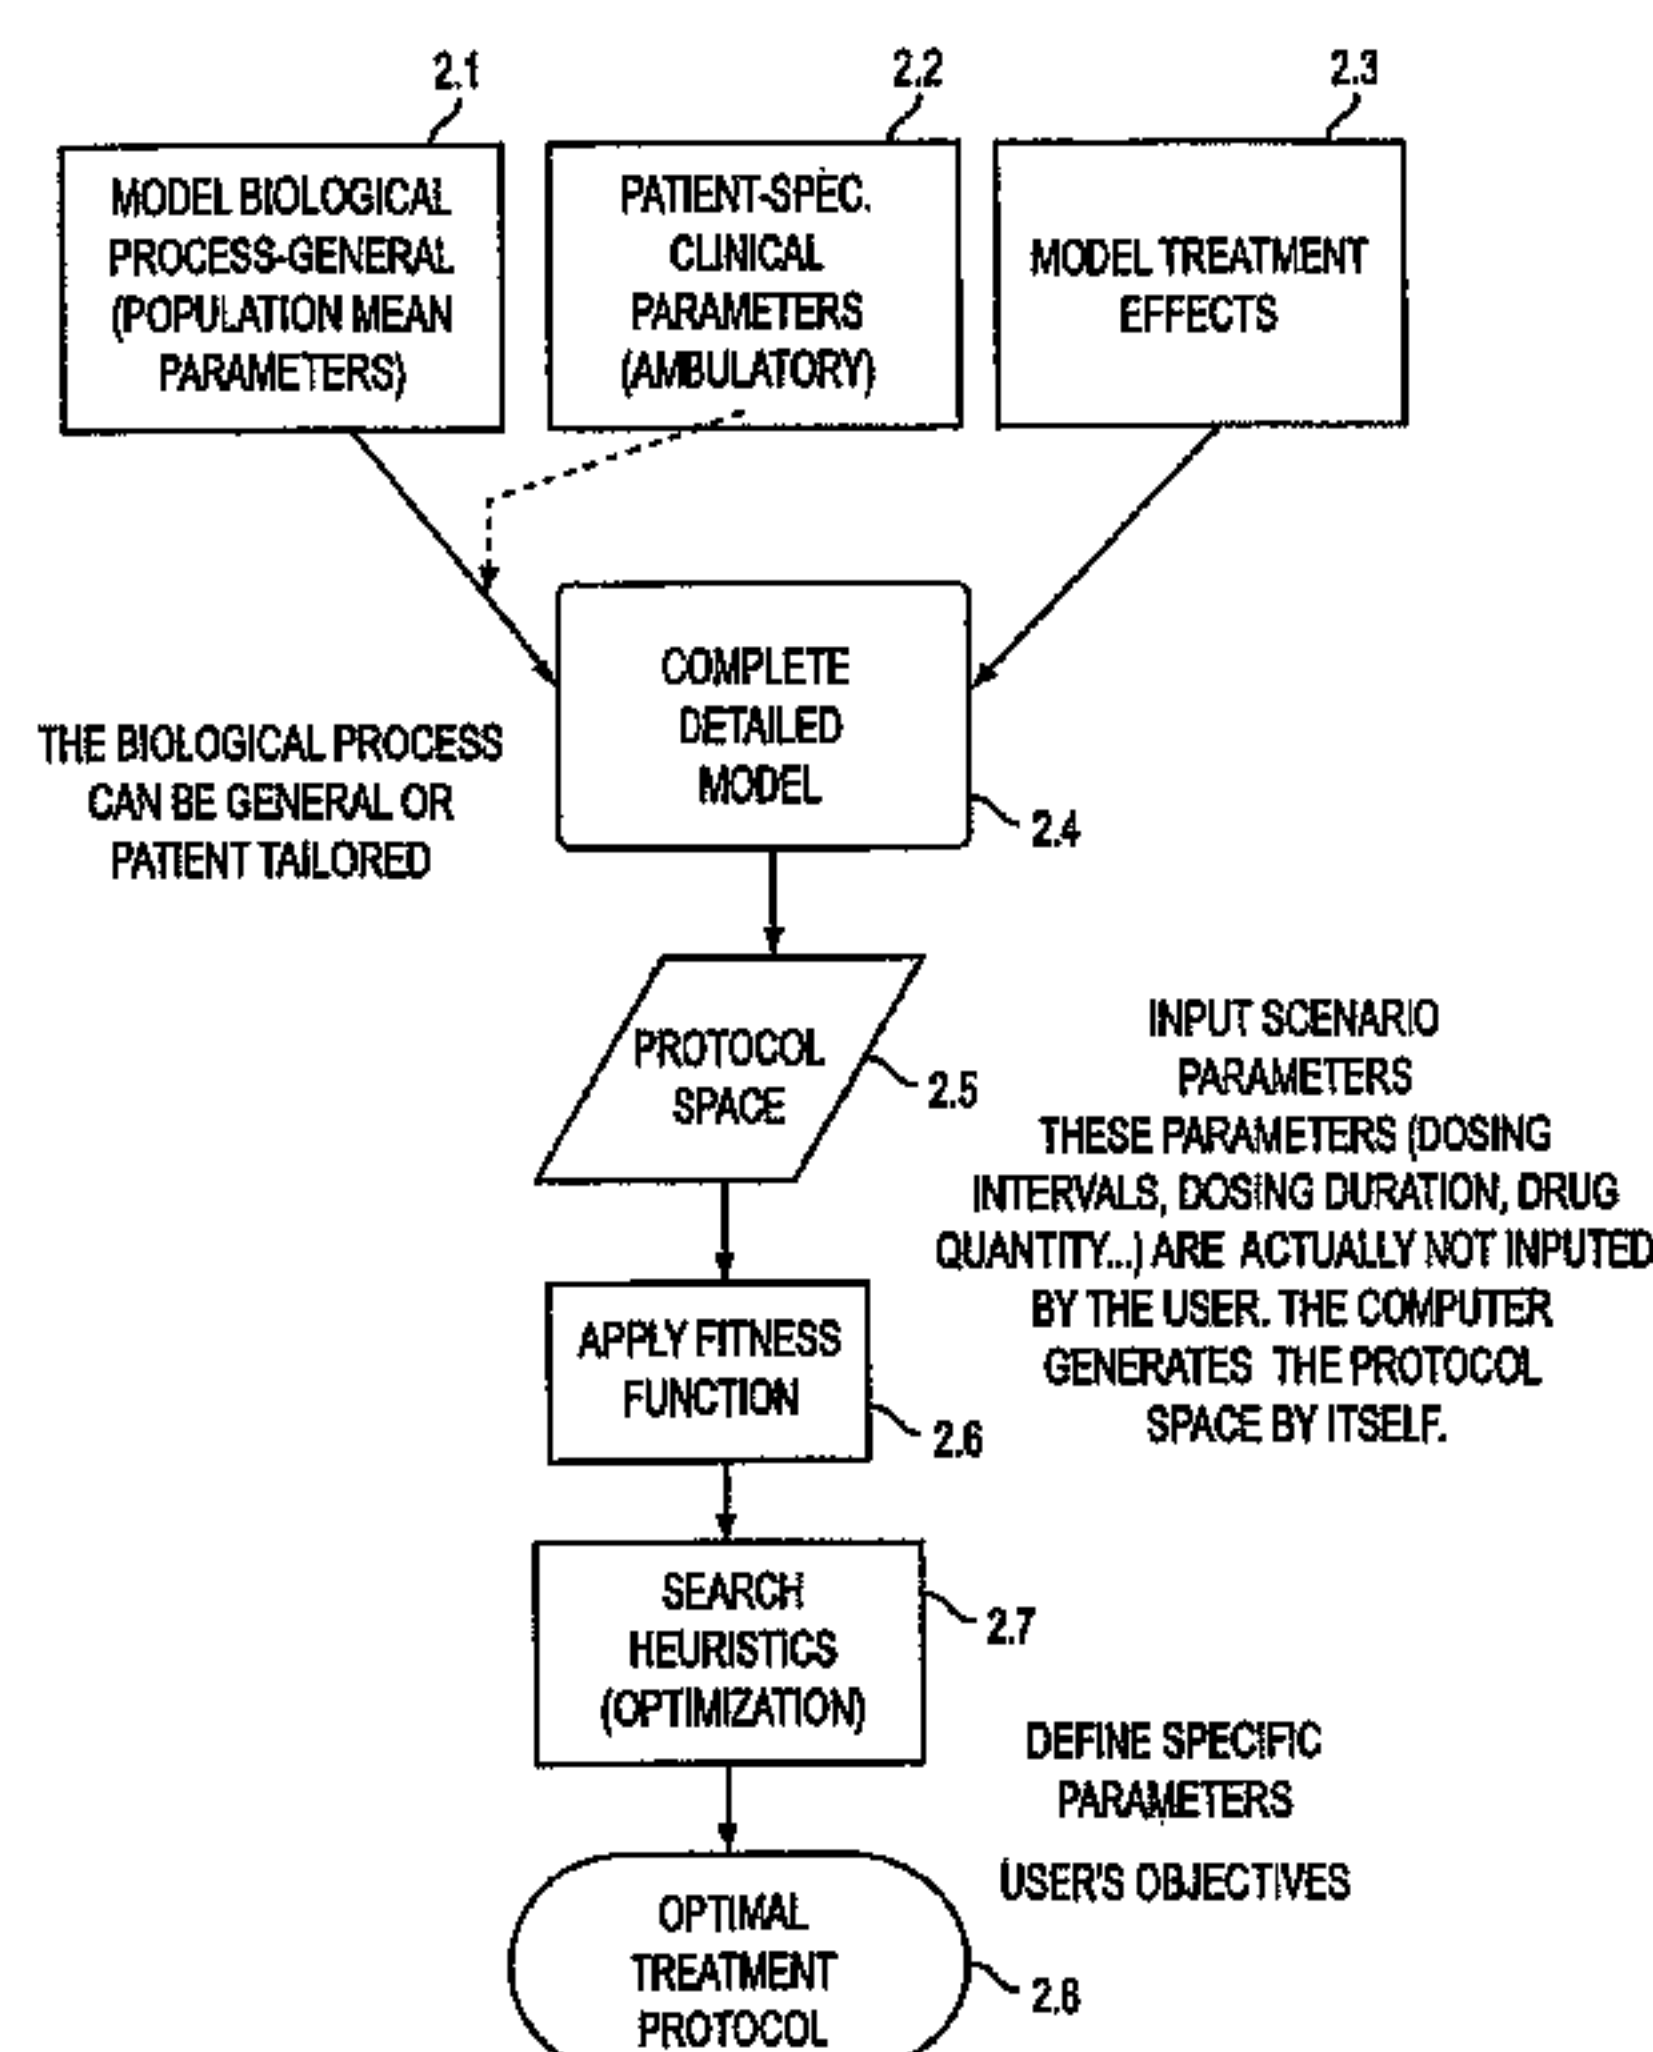 2.1
2.2
2.3
MODEL BIOLOGICAL
PROCESS-GENERAL
(POPULATION MEAN
PARAMETERS)
PATIENT-SPEC.
CLINICAL
PARAMETERS
(AMBULATORY)
MODEL TREATMENT
EFFECTS
COMPLETE
DETAILED
MODEL
2.4
THE BIOLOGICAL PROCESS
CAN BE GENERAL OR
PATIENT TAILORED
PROTOCOL
SPACE
2.5
INPUT SCENARIO
PARAMETERS
THESE PARAMETERS (DOSING
INTERVALS, DOSING DURATION, DRUG
QUANTITY...) ARE ACTUALLY NOT INPUTED
BY THE USER. THE COMPUTER
GENERATES THE PROTOCOL
SPACE BY ITSELF.
APPLY FITNESS
FUNCTION
2.6
SEARCH
HEURISTICS
(OPTIMIZATION)
2.7
DEFINE SPECIFIC
PARAMETERS
USER'S OBJECTIVES
OPTIMAL
TREATMENT
PROTOCOL
2.8